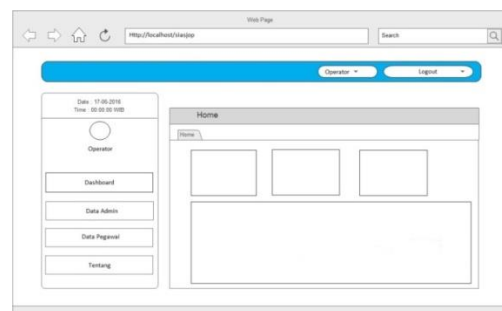 Web Page
Http://localhost/siasjnp
Search
Operator
Logout
Date : 17-06-2016
Time : 00:00:00 WIB
Operator
Dashboard
Data Admin
Data Pegawai
Tentang
Home
Home